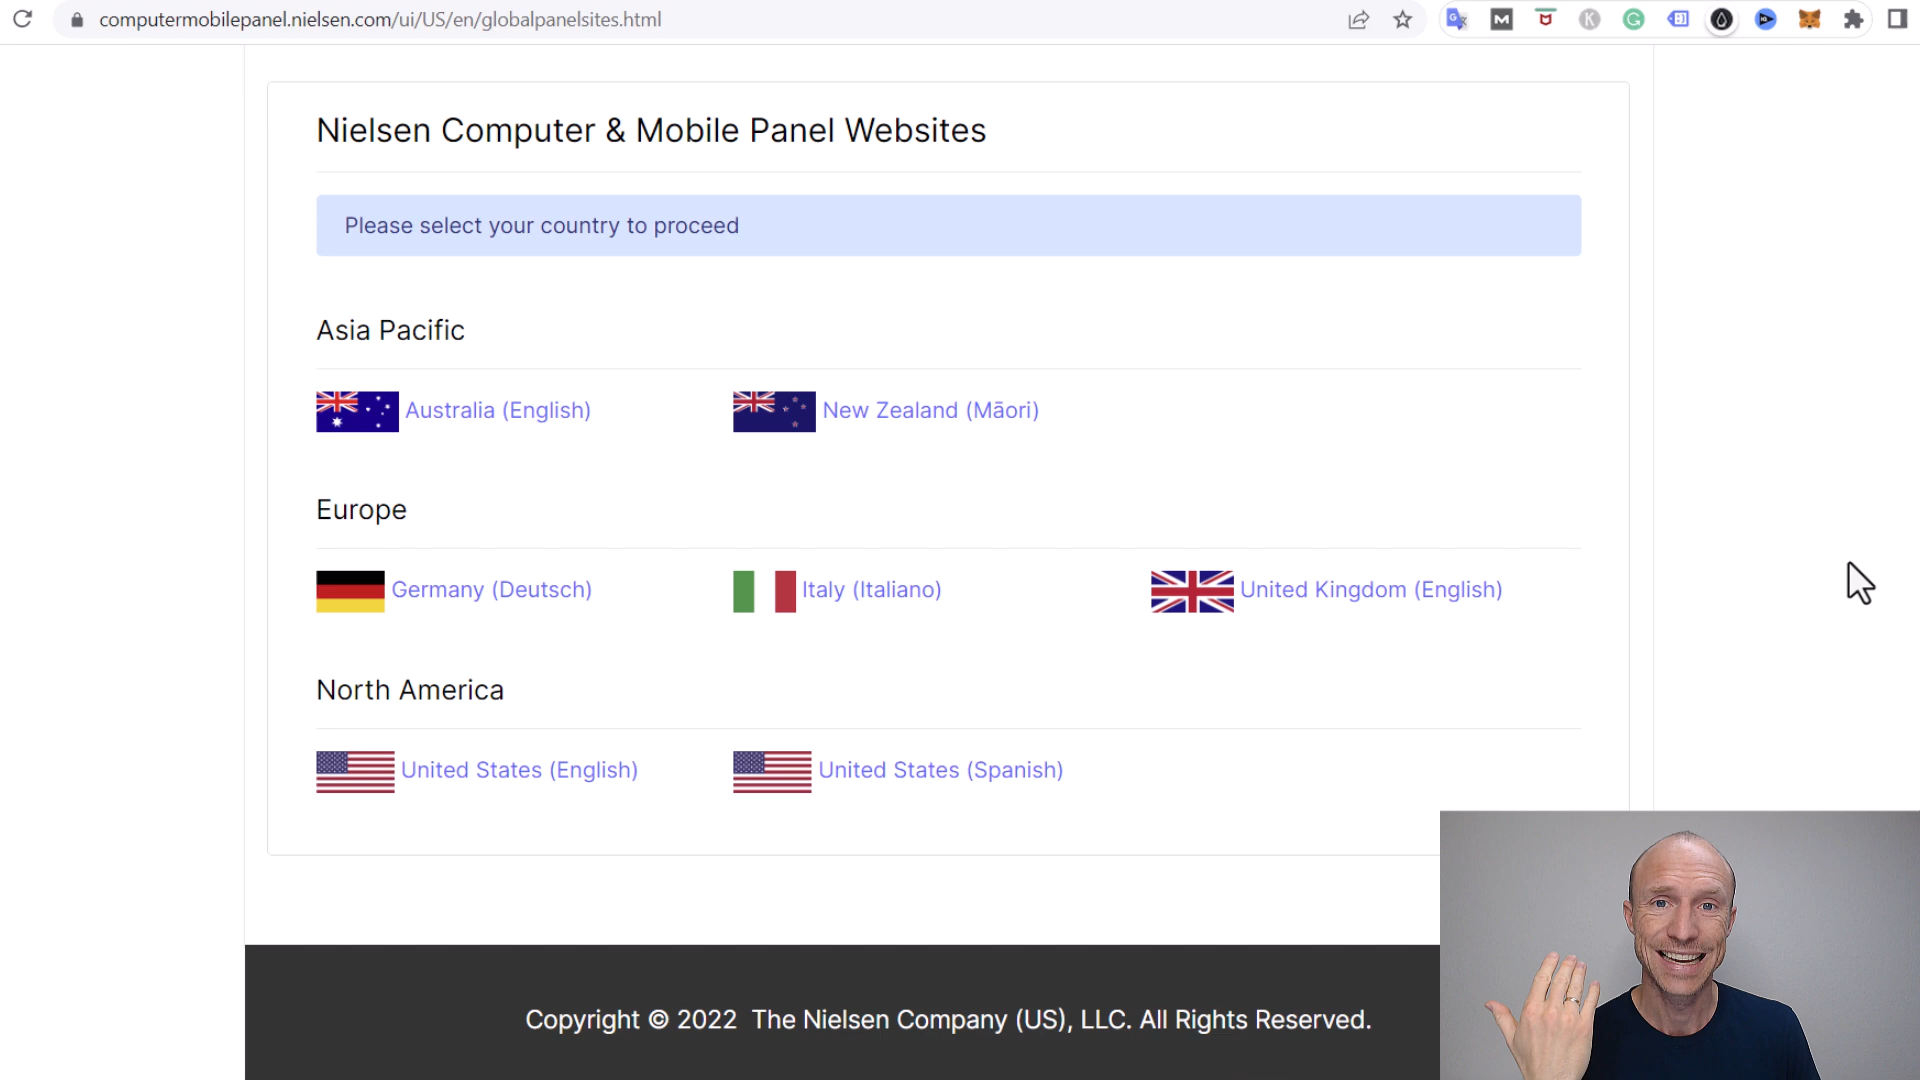 computermobilepanel.nielsen.com/ui/US/en/globalpanelsites.html
Nielsen Computer & Mobile Panel Websites
Please select your country to proceed
Asia Pacific
Australia (English) New Zealand (Māori)
Europe
Germany (Deutsch) Italy (Italiano) United Kingdom (English)
North America
United States (English) United States (Spanish)
Copyright © 2022 The Nielsen Company (US), LLC. All Rights Reserved.